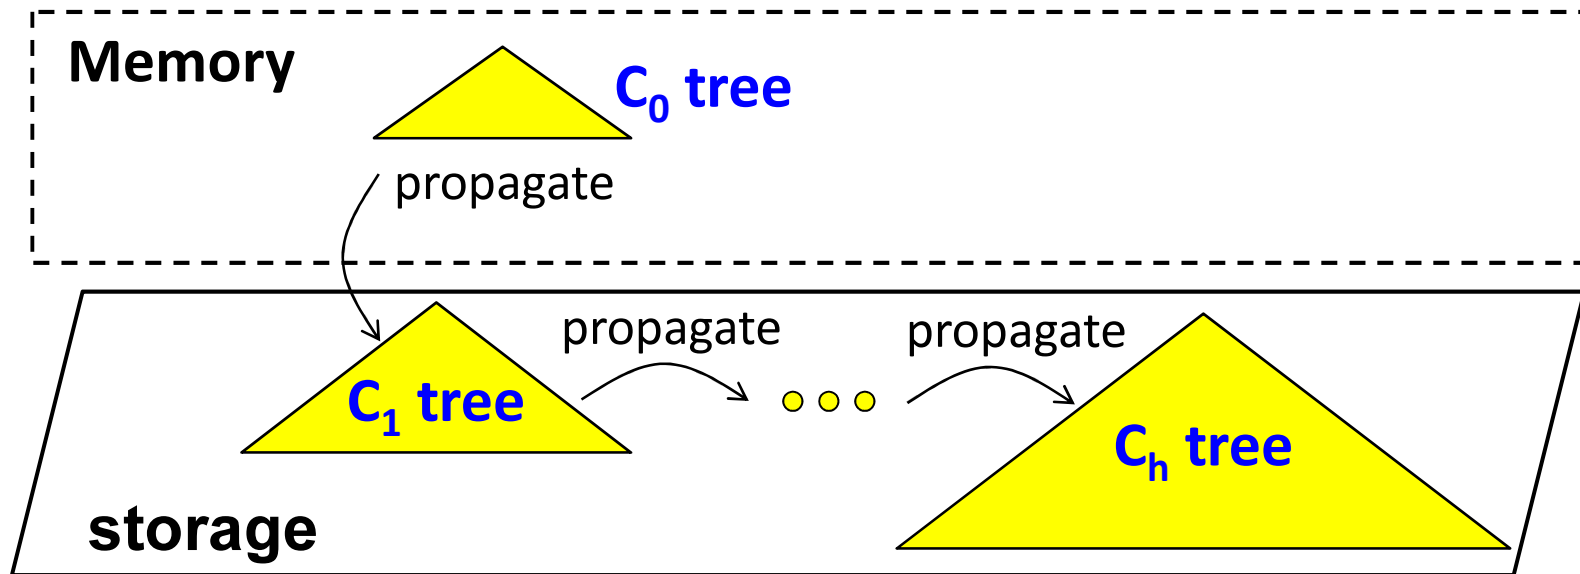 Memory
C₀ tree
propagate
propagate
propagate
C₁ tree
Cₕ tree
storage